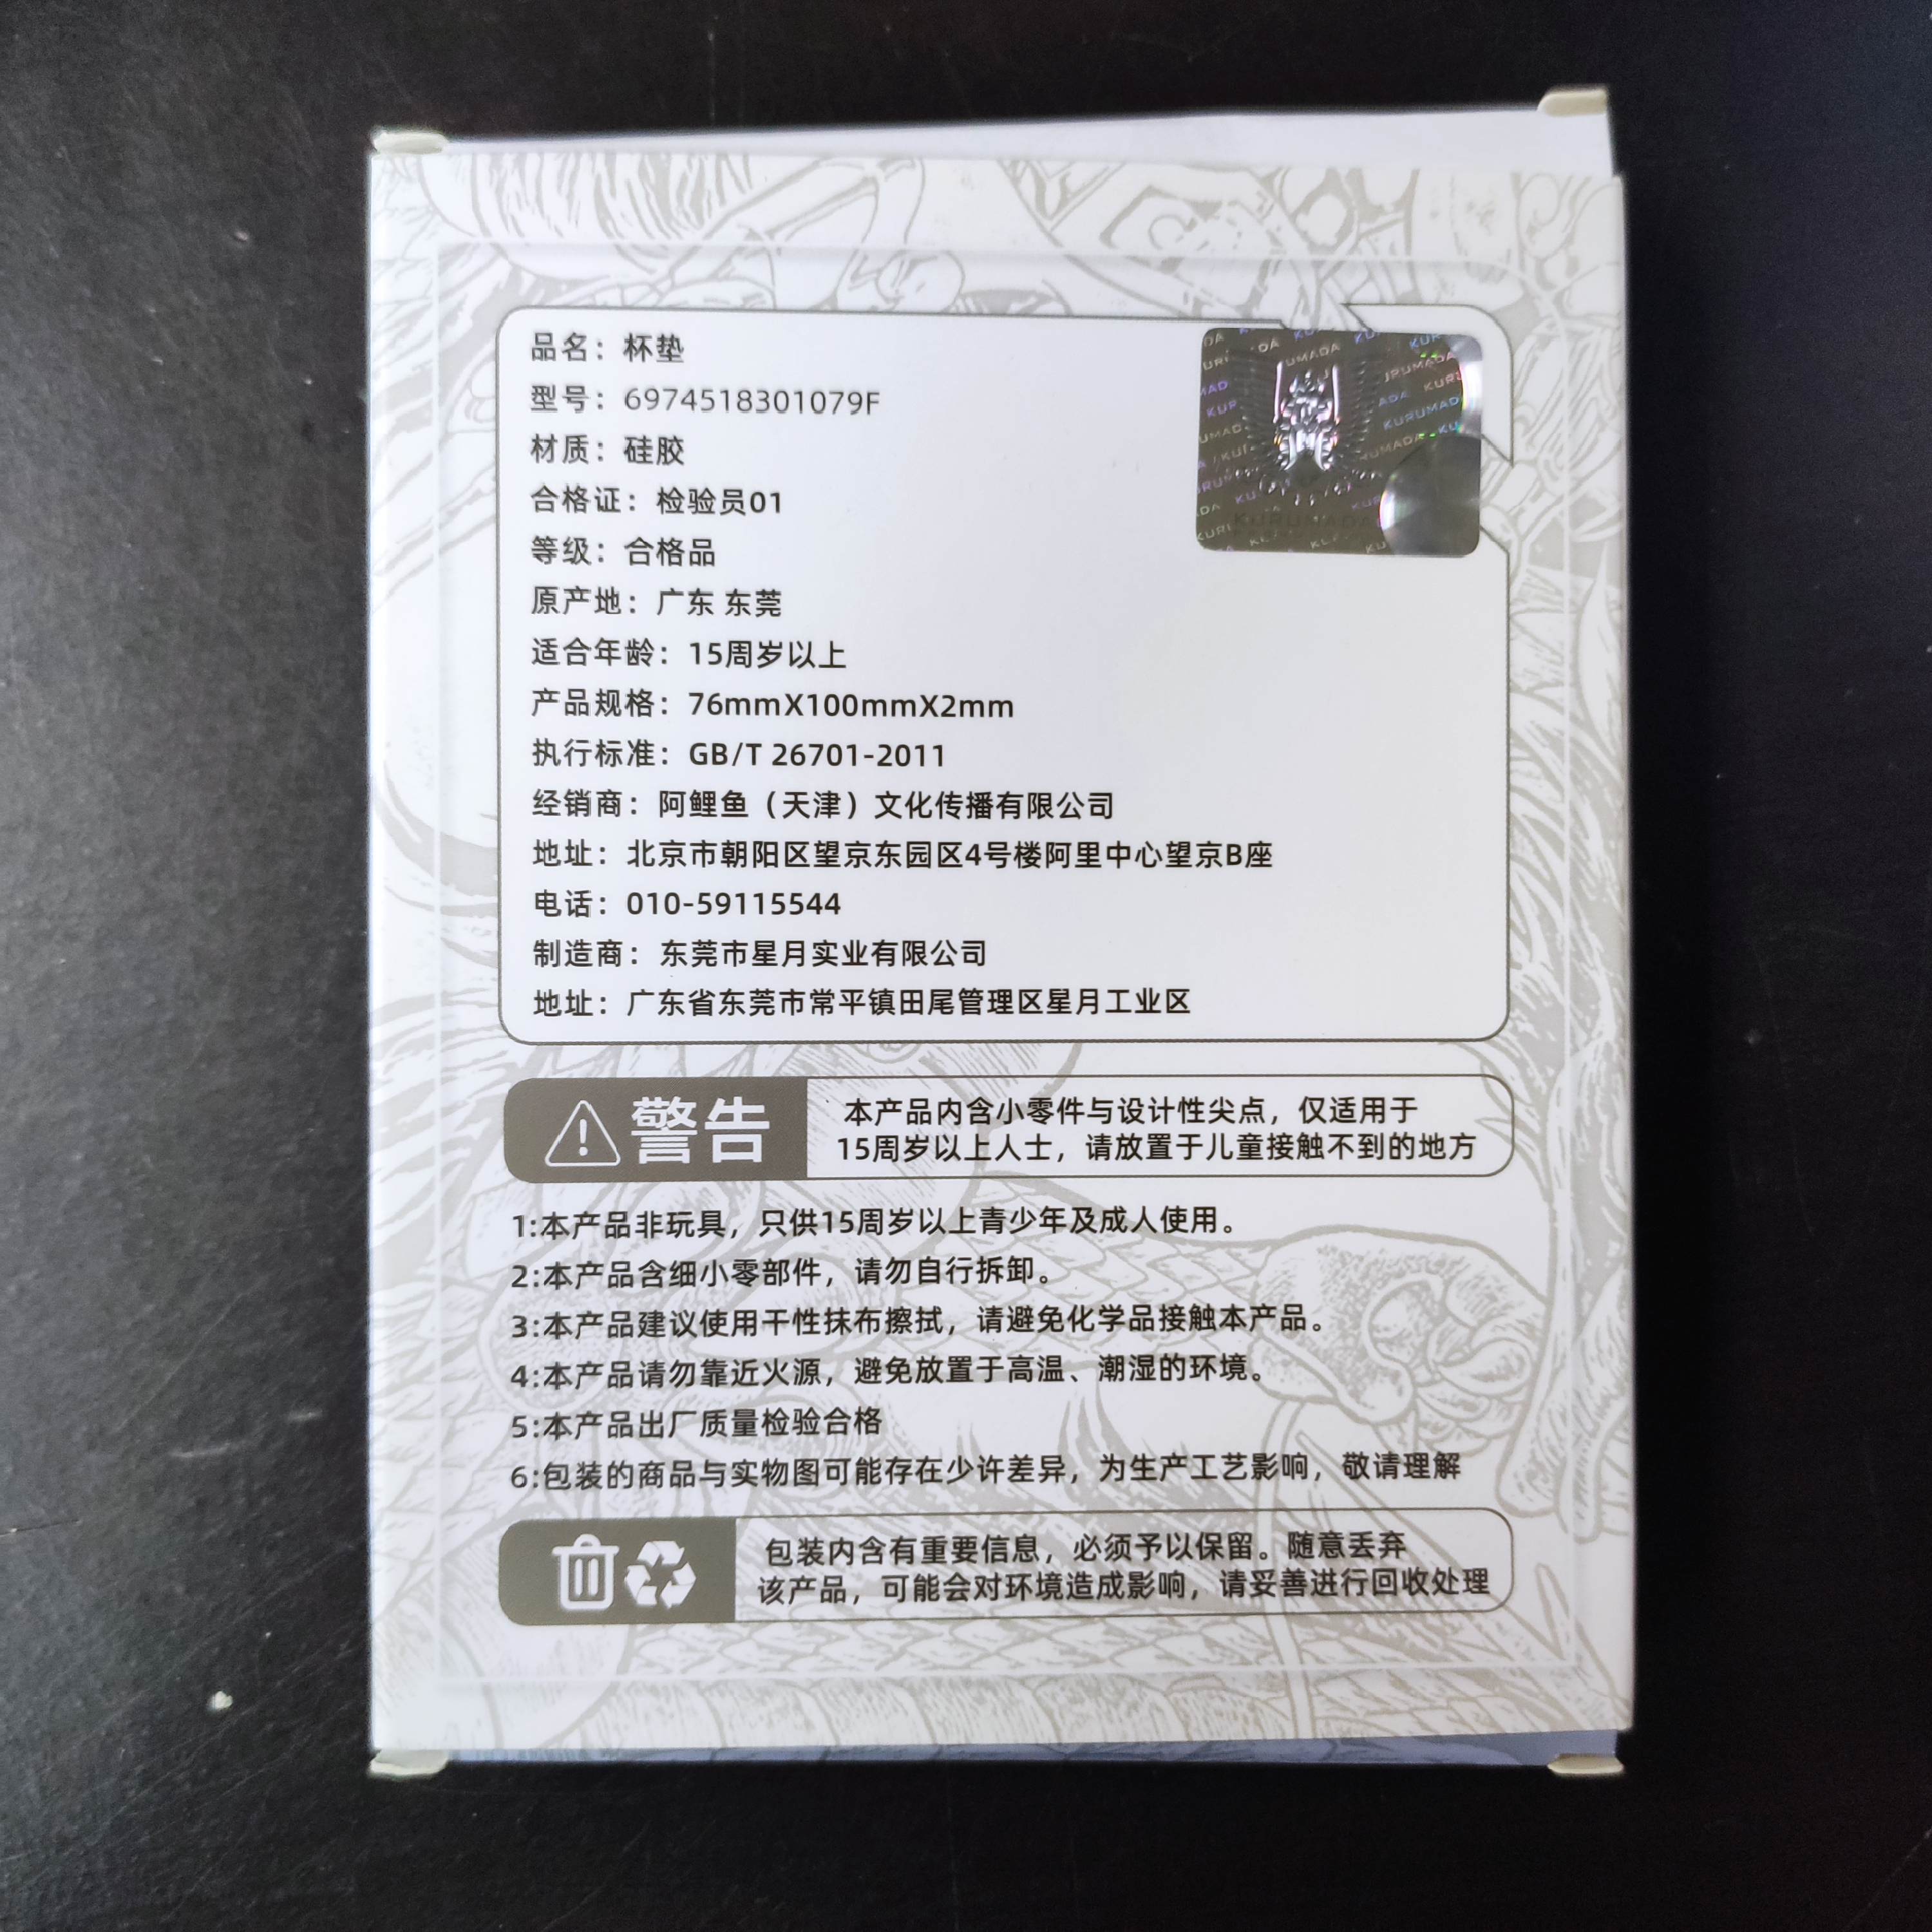 品名：杯垫
型号：6974518301079F
材质：硅胶
合格证：检验员01
等级：合格品
原产地：广东 东莞
适合年龄：15周岁以上
产品规格：76mmX100mmX2mm
执行标准：GB/T 26701-2011
经销商：阿鲤鱼（天津）文化传播有限公司
地址：北京市朝阳区望京东园区4号楼阿里中心望京B座
电话：010-59115544
制造商：东莞市星月实业有限公司
地址：广东省东莞市常平镇田尾管理区星月工业区
KURUMADA
警告
本产品内含小零件与设计性尖点，仅适用于
15周岁以上人士，请放置于儿童接触不到的地方
1:本产品非玩具，只供15周岁以上青少年及成人使用。
2:本产品含细小零部件，请勿自行拆卸。
3:本产品建议使用干性抹布擦拭，请避免化学品接触本产品。
4:本产品请勿靠近火源，避免放置于高温、潮湿的环境。
5:本产品出厂质量检验合格
6:包装的商品与实物图可能存在少许差异，为生产工艺影响，敬请理解
包装内含有重要信息，必须予以保留。随意丢弃
该产品，可能会对环境造成影响，请妥善进行回收处理